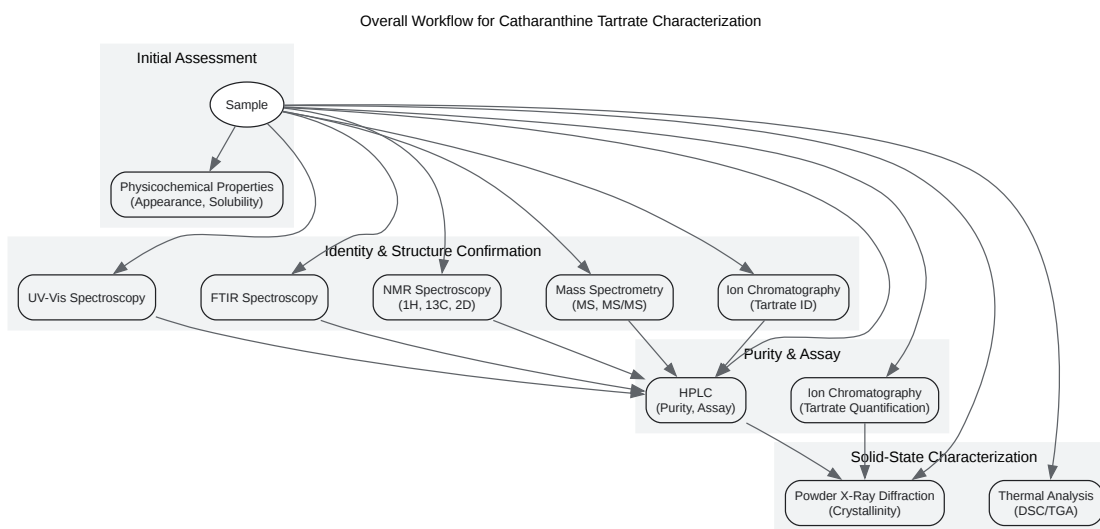 Overall Workflow for Catharanthine Tartrate Characterization
Initial Assessment
Sample
Physicochemical Properties
(Appearance, Solubility)
Identity & Structure Confirmation
UV-Vis Spectroscopy
FTIR Spectroscopy
NMR Spectroscopy
(1H, 13C, 2D)
Mass Spectrometry
(MS, MS/MS)
Ion Chromatography
(Tartrate ID)
Purity & Assay
HPLC
(Purity, Assay)
Ion Chromatography
(Tartrate Quantification)
Solid-State Characterization
Powder X-Ray Diffraction
(Crystallinity)
Thermal Analysis
(DSC/TGA)